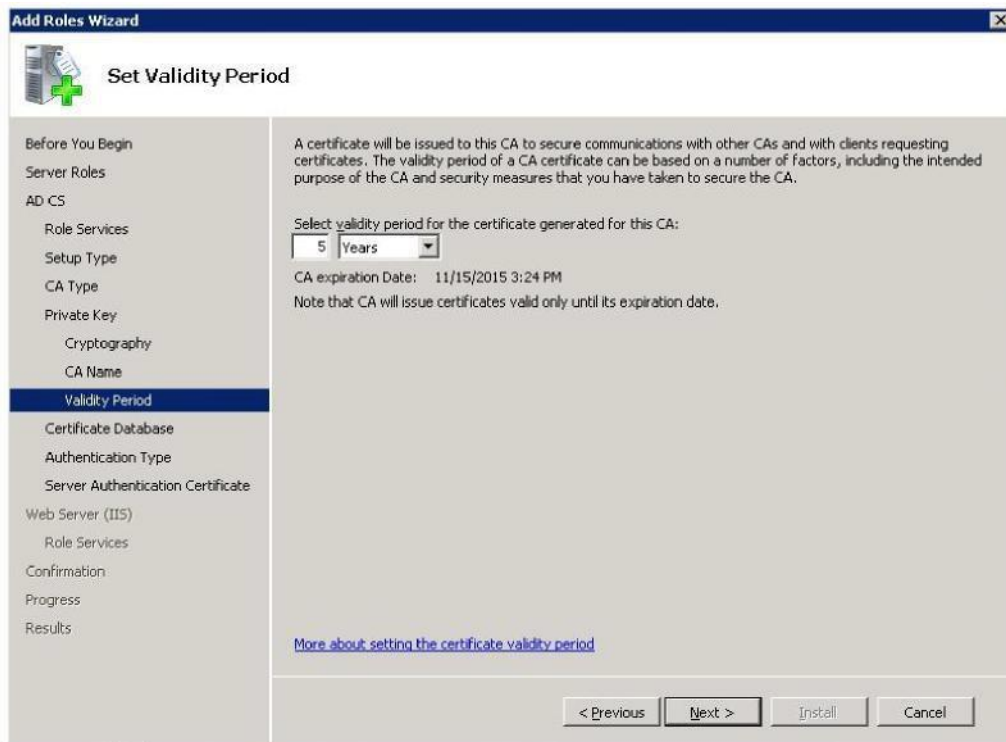 Add Roles Wizard
Set Validity Period
Before You Begin
Server Roles
AD CS
Role Services
Setup Type
CA Type
Private Key
Cryptography
CA Name
Validity Period
Certificate Database
Authentication Type
Server Authentication Certificate
Web Server (IIS)
Role Services
Confirmation
Progress
Results
A certificate will be issued to this CA to secure communications with other CAs and with clients requesting
certificates. The validity period of a CA certificate can be based on a number of factors, including the intended
purpose of the CA and security measures that you have taken to secure the CA.
Select validity period for the certificate generated for this CA:
5 Years
CA expiration Date: 11/15/2015 3:24 PM
Note that CA will issue certificates valid only until its expiration date.
More about setting the certificate validity period
< Previous Next > Install Cancel